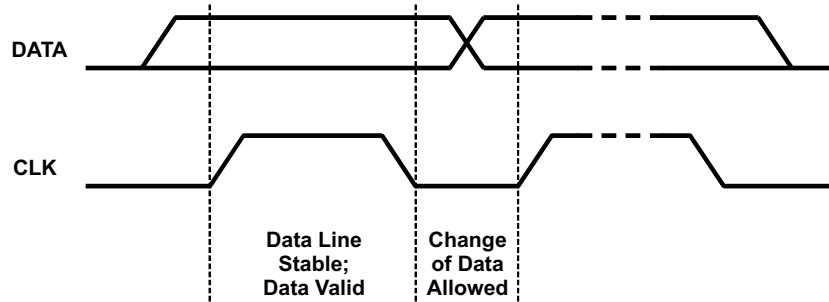 DATA
CLK
Data Line
Stable;
Data Valid
Change
of Data
Allowed